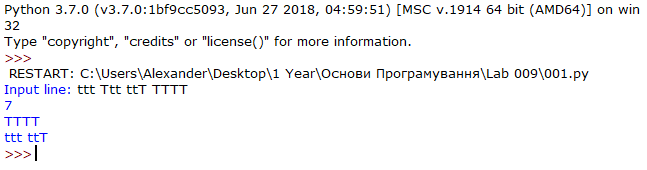 Python 3.7.0 (v3.7.0:1bf9cc5093, Jun 27 2018, 04:59:51) [MSC v.1914 64 bit (AMD64)] on win
32
Type "copyright", "credits" or "license()" for more information.
>>>
RESTART: C:\Users\Alexander\Desktop\1 Year\Основи Програмування\Lab 009\001.py
Input line: ttt Ttt ttT TTTT
7
TTTT
ttt ttT
>>>